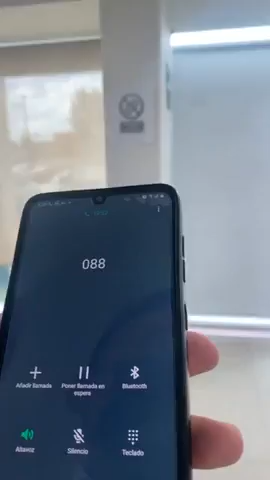 088
Añadir llamada
Poner llamada en
espera
Bluetooth
Altavoz
Silencio
Teclado